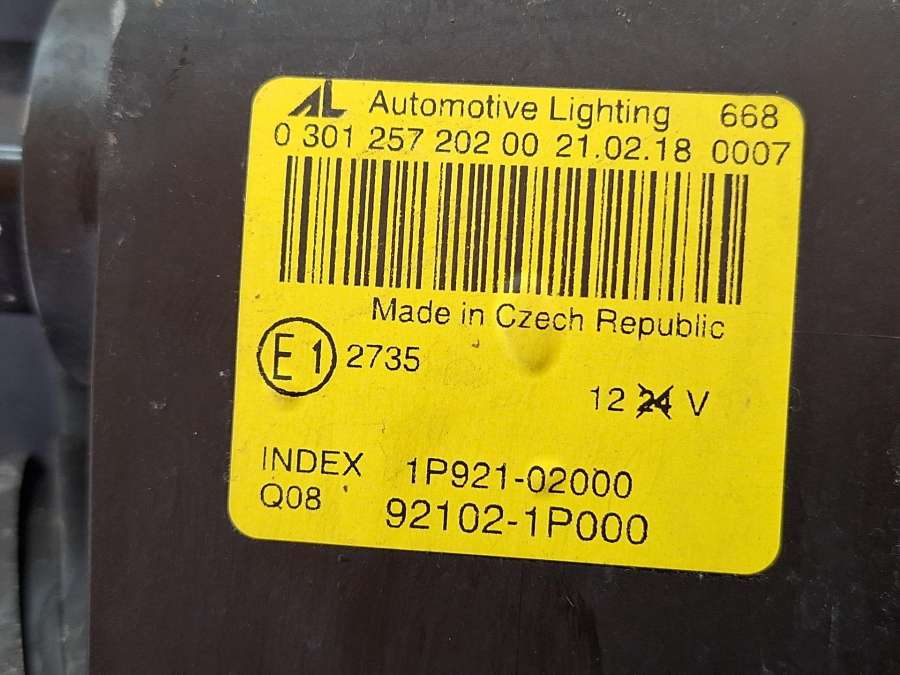 AL Automotive Lighting 668
0 301 257 202 00 21.02.18 0007
Made in Czech Republic
E1 2735
12 24 V
INDEX 1P921-02000
Q08 92102-1P000